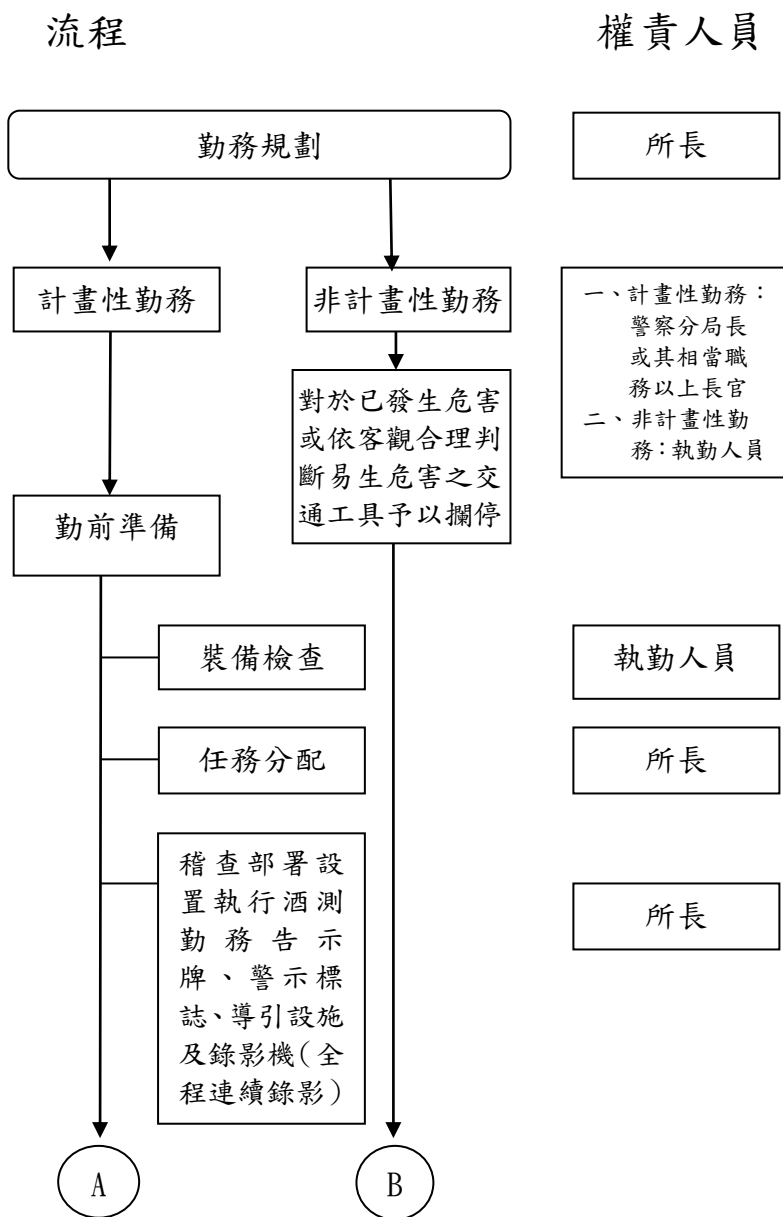 流程
權責人員
勤務規劃
所長
計畫性勤務
非計畫性勤務
一、計畫性勤務：
警察分局長
或其相當職
務以上長官
二、非計畫性勤
務：執勤人員
對於已發生危害
或依客觀合理判
斷易生危害之交
通工具予以攔停
勤前準備
裝備檢查
執勤人員
任務分配
所長
稽查部署設
置執行酒測
勤務告示
牌、警示標
誌、導引設施
及錄影機（全
程連續錄影）
所長
A
B